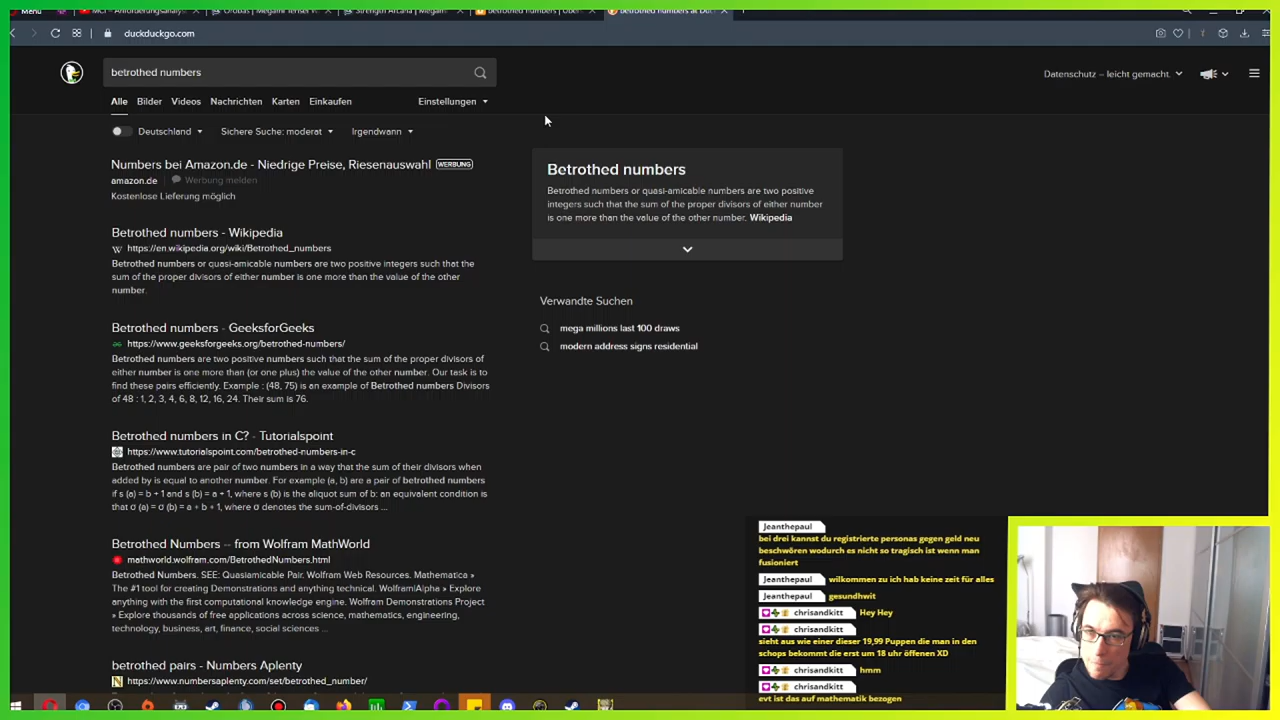 Menü
Strength Arcana | Megami
betrothed numbers
duckduckgo.com
betrothed numbers
Datenschutz – leicht gemacht.
Alle Bilder Videos Nachrichten Karten Einkaufen Einstellungen
Deutschland Sichere Suche: moderat Irgendwann
Numbers bei Amazon.de - Niedrige Preise, Riesenauswahl WERBUNG
amazon.de Werbung melden
Kostenlose Lieferung möglich
Betrothed numbers - Wikipedia
https://en.wikipedia.org/wiki/Betrothed_numbers
Betrothed numbers or quasi-amicable numbers are two positive integers such that the
sum of the proper divisors of either number is one more than the value of the other
number.
Betrothed numbers - GeeksforGeeks
https://www.geeksforgeeks.org/betrothed-numbers/
Betrothed numbers are two positive numbers such that the sum of the proper divisors of
either number is one more than (or one plus) the value of the other number. Our task is to
find these pairs efficiently. Example : (48, 75) is an example of Betrothed numbers Divisors
of 48 : 1, 2, 3, 4, 6, 8, 12, 16, 24. Their sum is 76.
Betrothed numbers in C? - Tutorialspoint
https://www.tutorialspoint.com/betrothed-numbers-in-c
Betrothed numbers are pair of two numbers in a way that the sum of their divisors when
added by is equal to another number. For example (a, b) are a pair of betrothed numbers
if s (a) = b + 1 and s (b) = a + 1, where s (b) is the aliquot sum of b: an equivalent condition is
that σ (a) = σ (b) = a + b + 1, where σ denotes the sum-of-divisors ...
Betrothed Numbers -- from Wolfram MathWorld
mathworld.wolfram.com/BetrothedNumbers.html
Betrothed Numbers. SEE: Quasiamicable Pair. Wolfram Web Resources. Mathematica »
The #1 tool for creating Demonstrations and anything technical. Wolfram|Alpha » Explore
anything with the first computational knowledge engine. Wolfram Demonstrations Project
» Explore thousands of free applications across science, mathematics, engineering,
technology, business, art, finance, social sciences ...
betrothed pairs - Numbers Aplenty
https://www.numbersaplenty.com/set/betrothed_number/
Betrothed numbers
Betrothed numbers or quasi-amicable numbers are two positive
integers such that the sum of the proper divisors of either number
is one more than the value of the other number. Wikipedia
Verwandte Suchen
mega millions last 100 draws
modern address signs residential
Jeanthepaul
bei drei kannst du registrierte personas gegen geld neu
beschwören wodurch es nicht so tragisch ist wenn man
fusioniert
Jeanthepaul wilkommen zu ich hab keine zeit für alles
Jeanthepaul gesundhwit
chrisandkitt Hey Hey
chrisandkitt
sieht aus wie einer dieser 19,99 Puppen die man in den
schops bekommt die erst um 18 uhr öffenen XD
chrisandkitt hmm
chrisandkitt
evt ist das auf mathematik bezogen